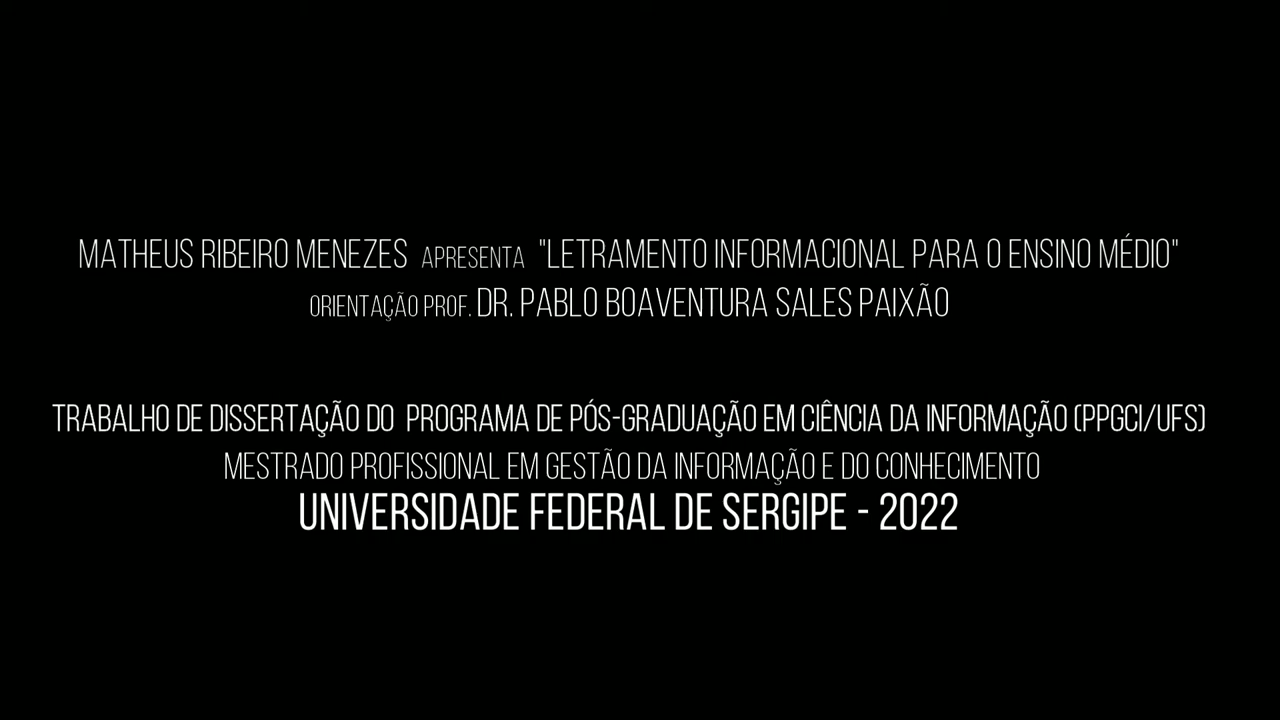 MATHEUS RIBEIRO MENEZES APRESENTA "LETRAMENTO INFORMACIONAL PARA O ENSINO MÉDIO"
ORIENTAÇÃO PROF. DR. PABLO BOAVENTURA SALES PAIXÃO
TRABALHO DE DISSERTAÇÃO DO PROGRAMA DE PÓS-GRADUAÇÃO EM CIÊNCIA DA INFORMAÇÃO (PPGCI/UFS)
MESTRADO PROFISSIONAL EM GESTÃO DA INFORMAÇÃO E DO CONHECIMENTO
UNIVERSIDADE FEDERAL DE SERGIPE - 2022